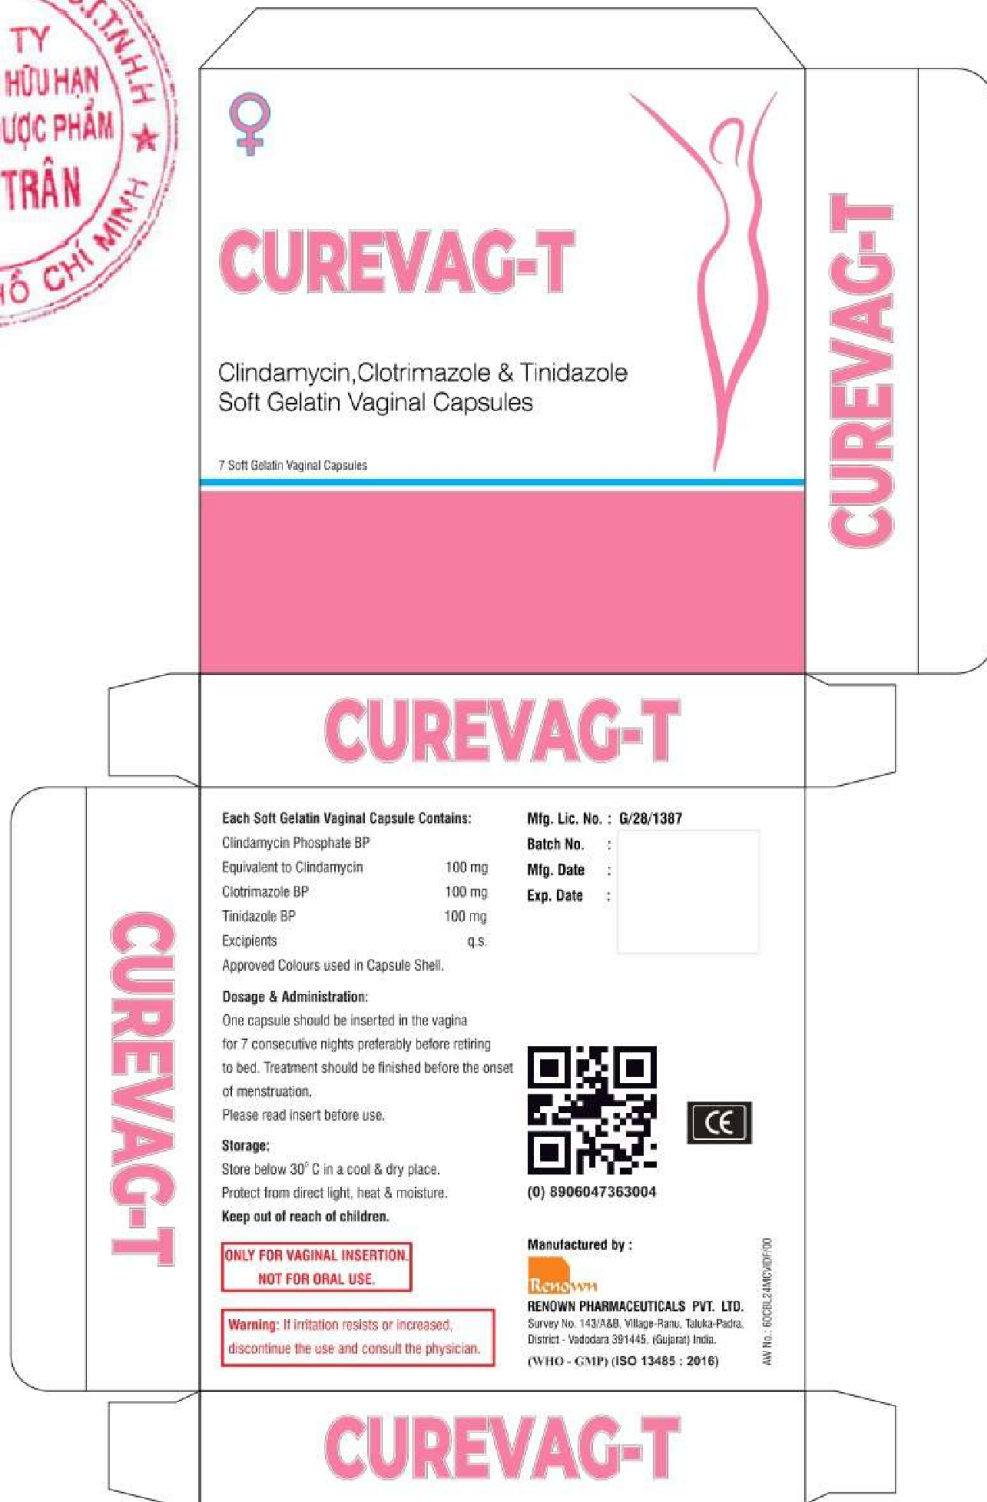 T.T.N.H.H ★
TY
HỮU HẠN
ƯỢC PHẨM
TRÂN
HỒ CHÍ MINH
CUREVAG-T
Clindamycin,Clotrimazole & Tinidazole
Soft Gelatin Vaginal Capsules
7 Soft Gelatin Vaginal Capsules
CUREVAG-T
CUREVAG-T
CUREVAG-T
Each Soft Gelatin Vaginal Capsule Contains:
Clindamycin Phosphate BP
Equivalent to Clindamycin 100 mg
Clotrimazole BP 100 mg
Tinidazole BP 100 mg
Excipients q.s.
Approved Colours used in Capsule Shell.
Dosage & Administration:
One capsule should be inserted in the vagina
for 7 consecutive nights preferably before retiring
to bed. Treatment should be finished before the onset
of menstruation.
Please read insert before use.
Storage:
Store below 30° C in a cool & dry place.
Protect from direct light, heat & moisture.
Keep out of reach of children.
ONLY FOR VAGINAL INSERTION.
NOT FOR ORAL USE.
Warning: If irritation resists or increased,
discontinue the use and consult the physician.
Mfg. Lic. No. : G/28/1387
Batch No. :
Mfg. Date :
Exp. Date :
CE
(0) 8906047363004
Manufactured by :
Renown
RENOWN PHARMACEUTICALS PVT. LTD.
Survey No. 143/A&B, Village-Ranu, Taluka-Padra,
District - Vadodara 391445, (Gujarat) India.
(WHO - GMP) (ISO 13485 : 2016)
CUREVAG-T